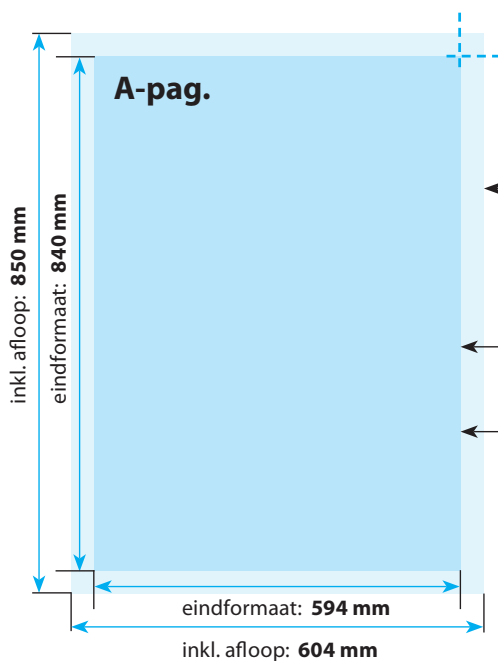 A-pag.
inkl. afloop: 850 mm
eindformaat: 840 mm
eindformaat: 594 mm
inkl. afloop: 604 mm